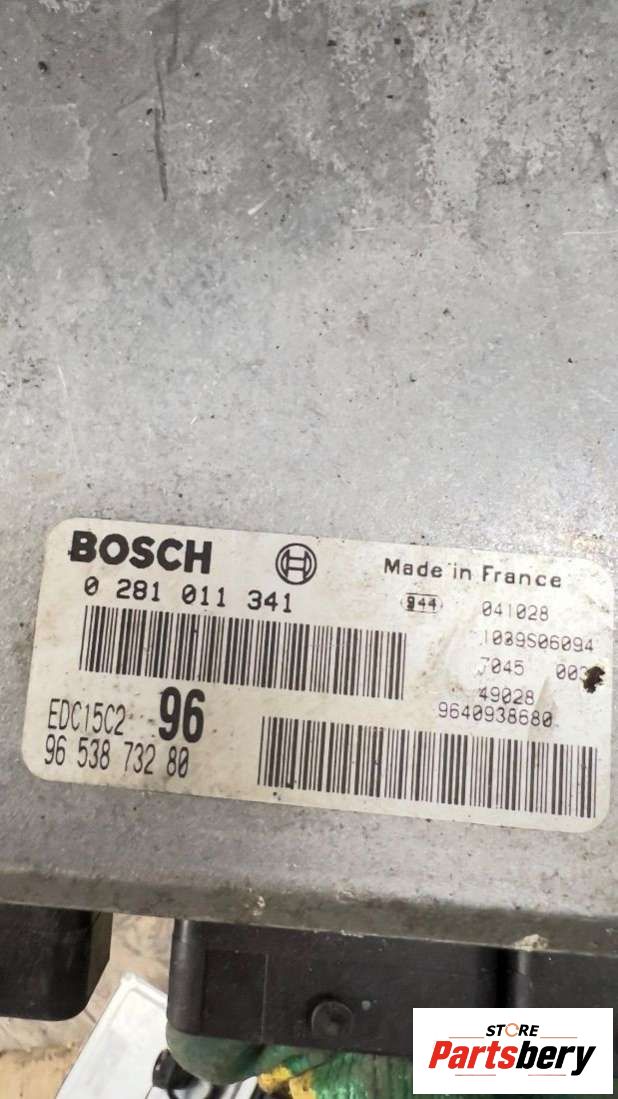 BOSCH
Made in France
0 281 011 341
944
041028
1039S06094
7045
49028
9640938680
EDC15C2 96
96 538 732 80
STORE
Partsbery